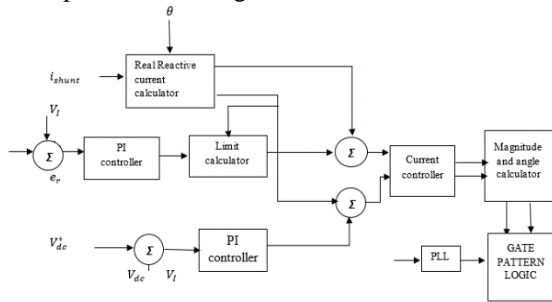 θ
Real Reactive
current
calculator
i_shunt
V_l
Σ
e_r
PI
controller
Limit
calculator
Σ
Current
controller
Magnitude
and angle
calculator
Σ
V*_dc
Σ
V_dc
V_l
PI
controller
PLL
GATE
PATTERN
LOGIC